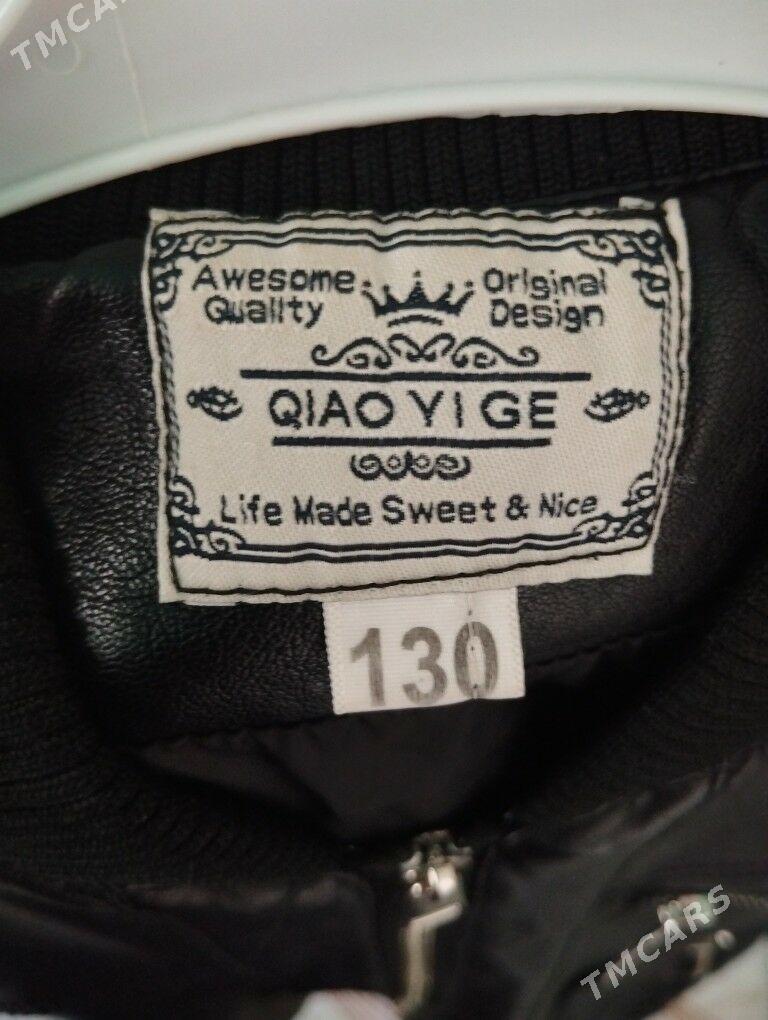 TMCARS
Awesome Original
Quality Design
QIAO YI GE
Life Made Sweet & Nice
130
TMCARS